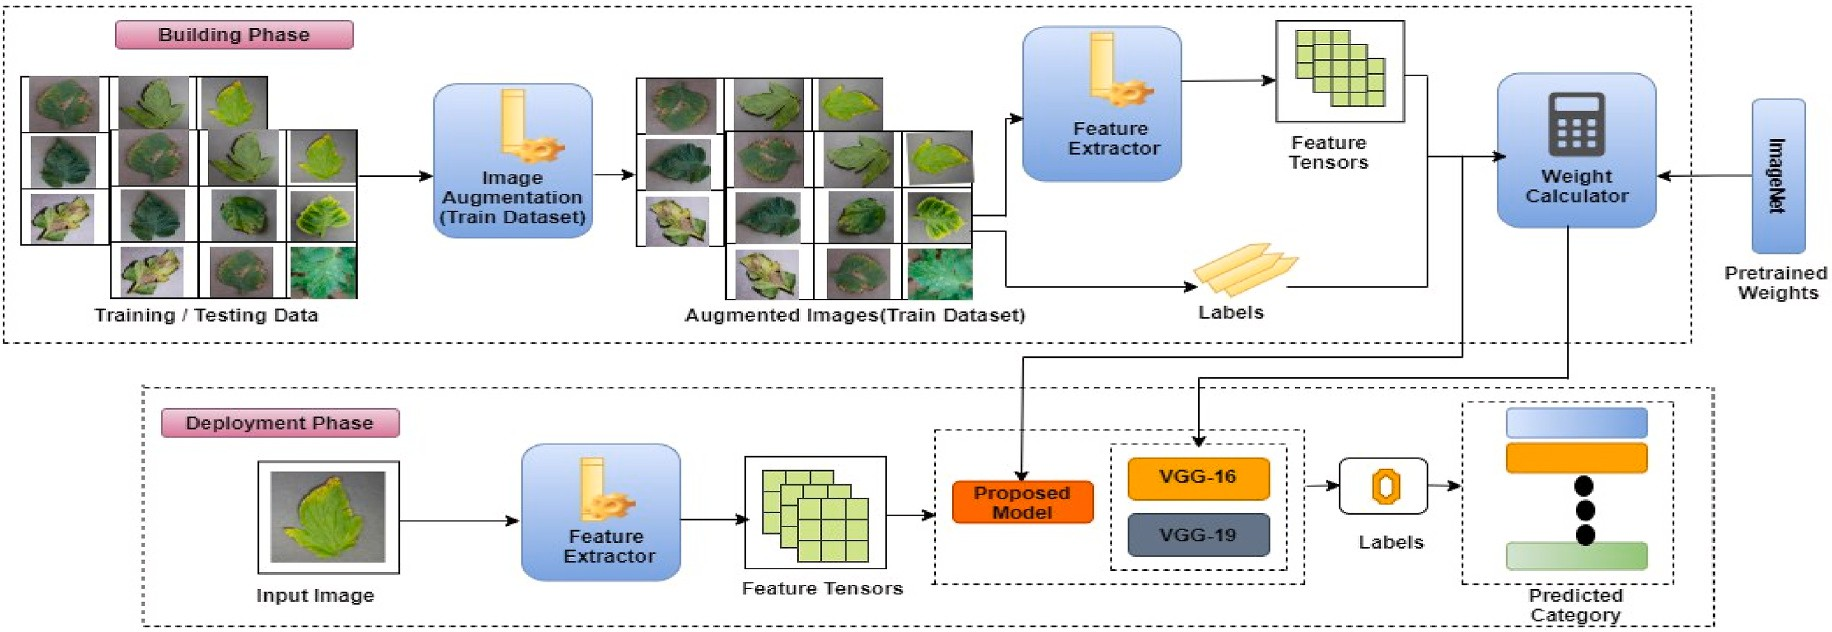 Building Phase
Image
Augmentation
(Train Dataset)
Feature
Extractor
Feature
Tensors
Weight
Calculator
ImageNet
Pretrained
Weights
Training / Testing Data
Augmented Images(Train Dataset)
Labels
Deployment Phase
Input Image
Feature
Extractor
Feature Tensors
Proposed
Model
VGG-16
VGG-19
Labels
Predicted
Category